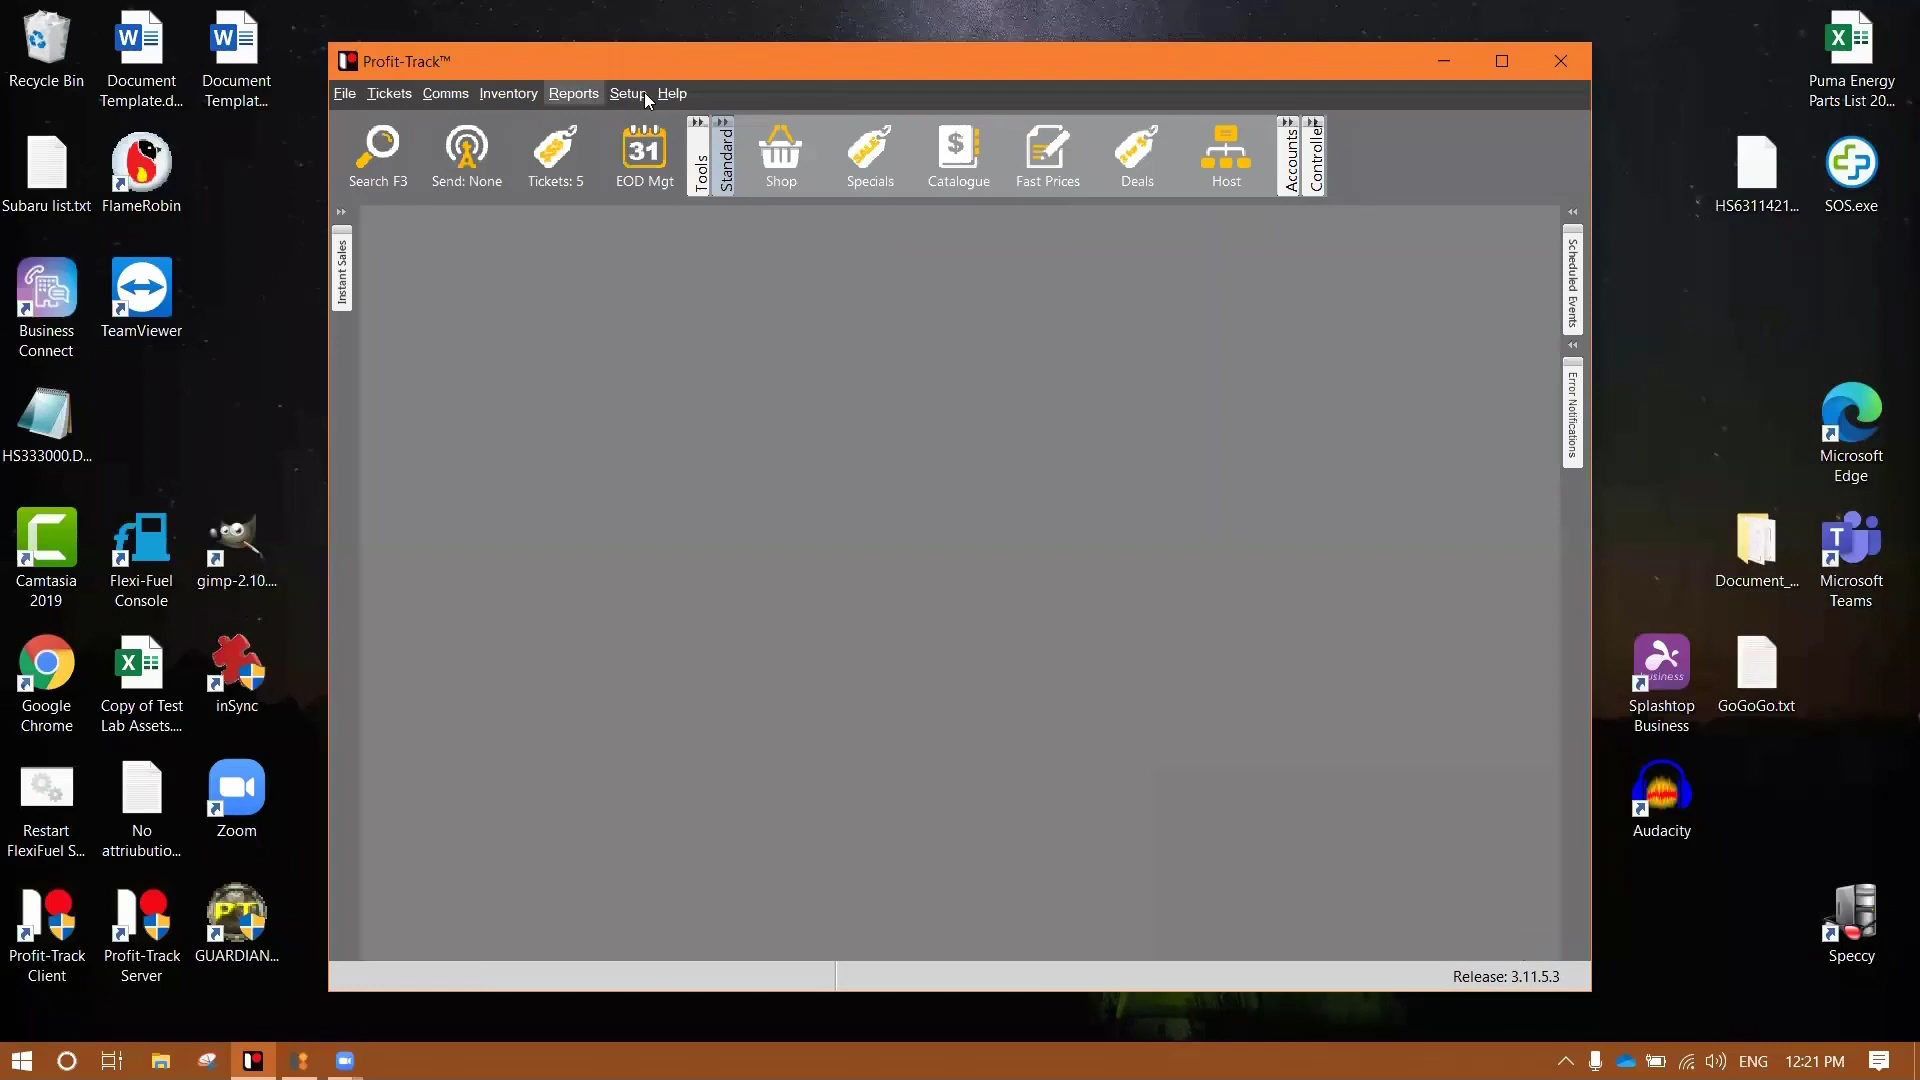 Recycle Bin
Document
Template.d...
Document
Templat...
Subaru list.txt
FlameRobin
Business
Connect
TeamViewer
HS333000.D...
Camtasia
2019
Flexi-Fuel
Console
gimp-2.10....
Google
Chrome
Copy of Test
Lab Assets....
inSync
Restart
FlexiFuel S...
No
attriubutio...
Zoom
Profit-Track
Client
Profit-Track
Server
PT
GUARDIAN...
Profit-Track™
File Tickets Comms Inventory Reports Setup Help
Search F3
Send: None
Tickets: 5
31
EOD Mgt
Tools
Standard
Shop
SALE
Specials
Catalogue
Fast Prices
Deals
Host
Accounts
Controller
Instant Sales
Scheduled Events
Error Notifications
Release: 3.11.5.3
Puma Energy
Parts List 20...
HS6311421...
SOS.exe
Microsoft
Edge
Document_...
Microsoft
Teams
business
Splashtop
Business
GoGoGo.txt
Audacity
Speccy
ENG
12:21 PM